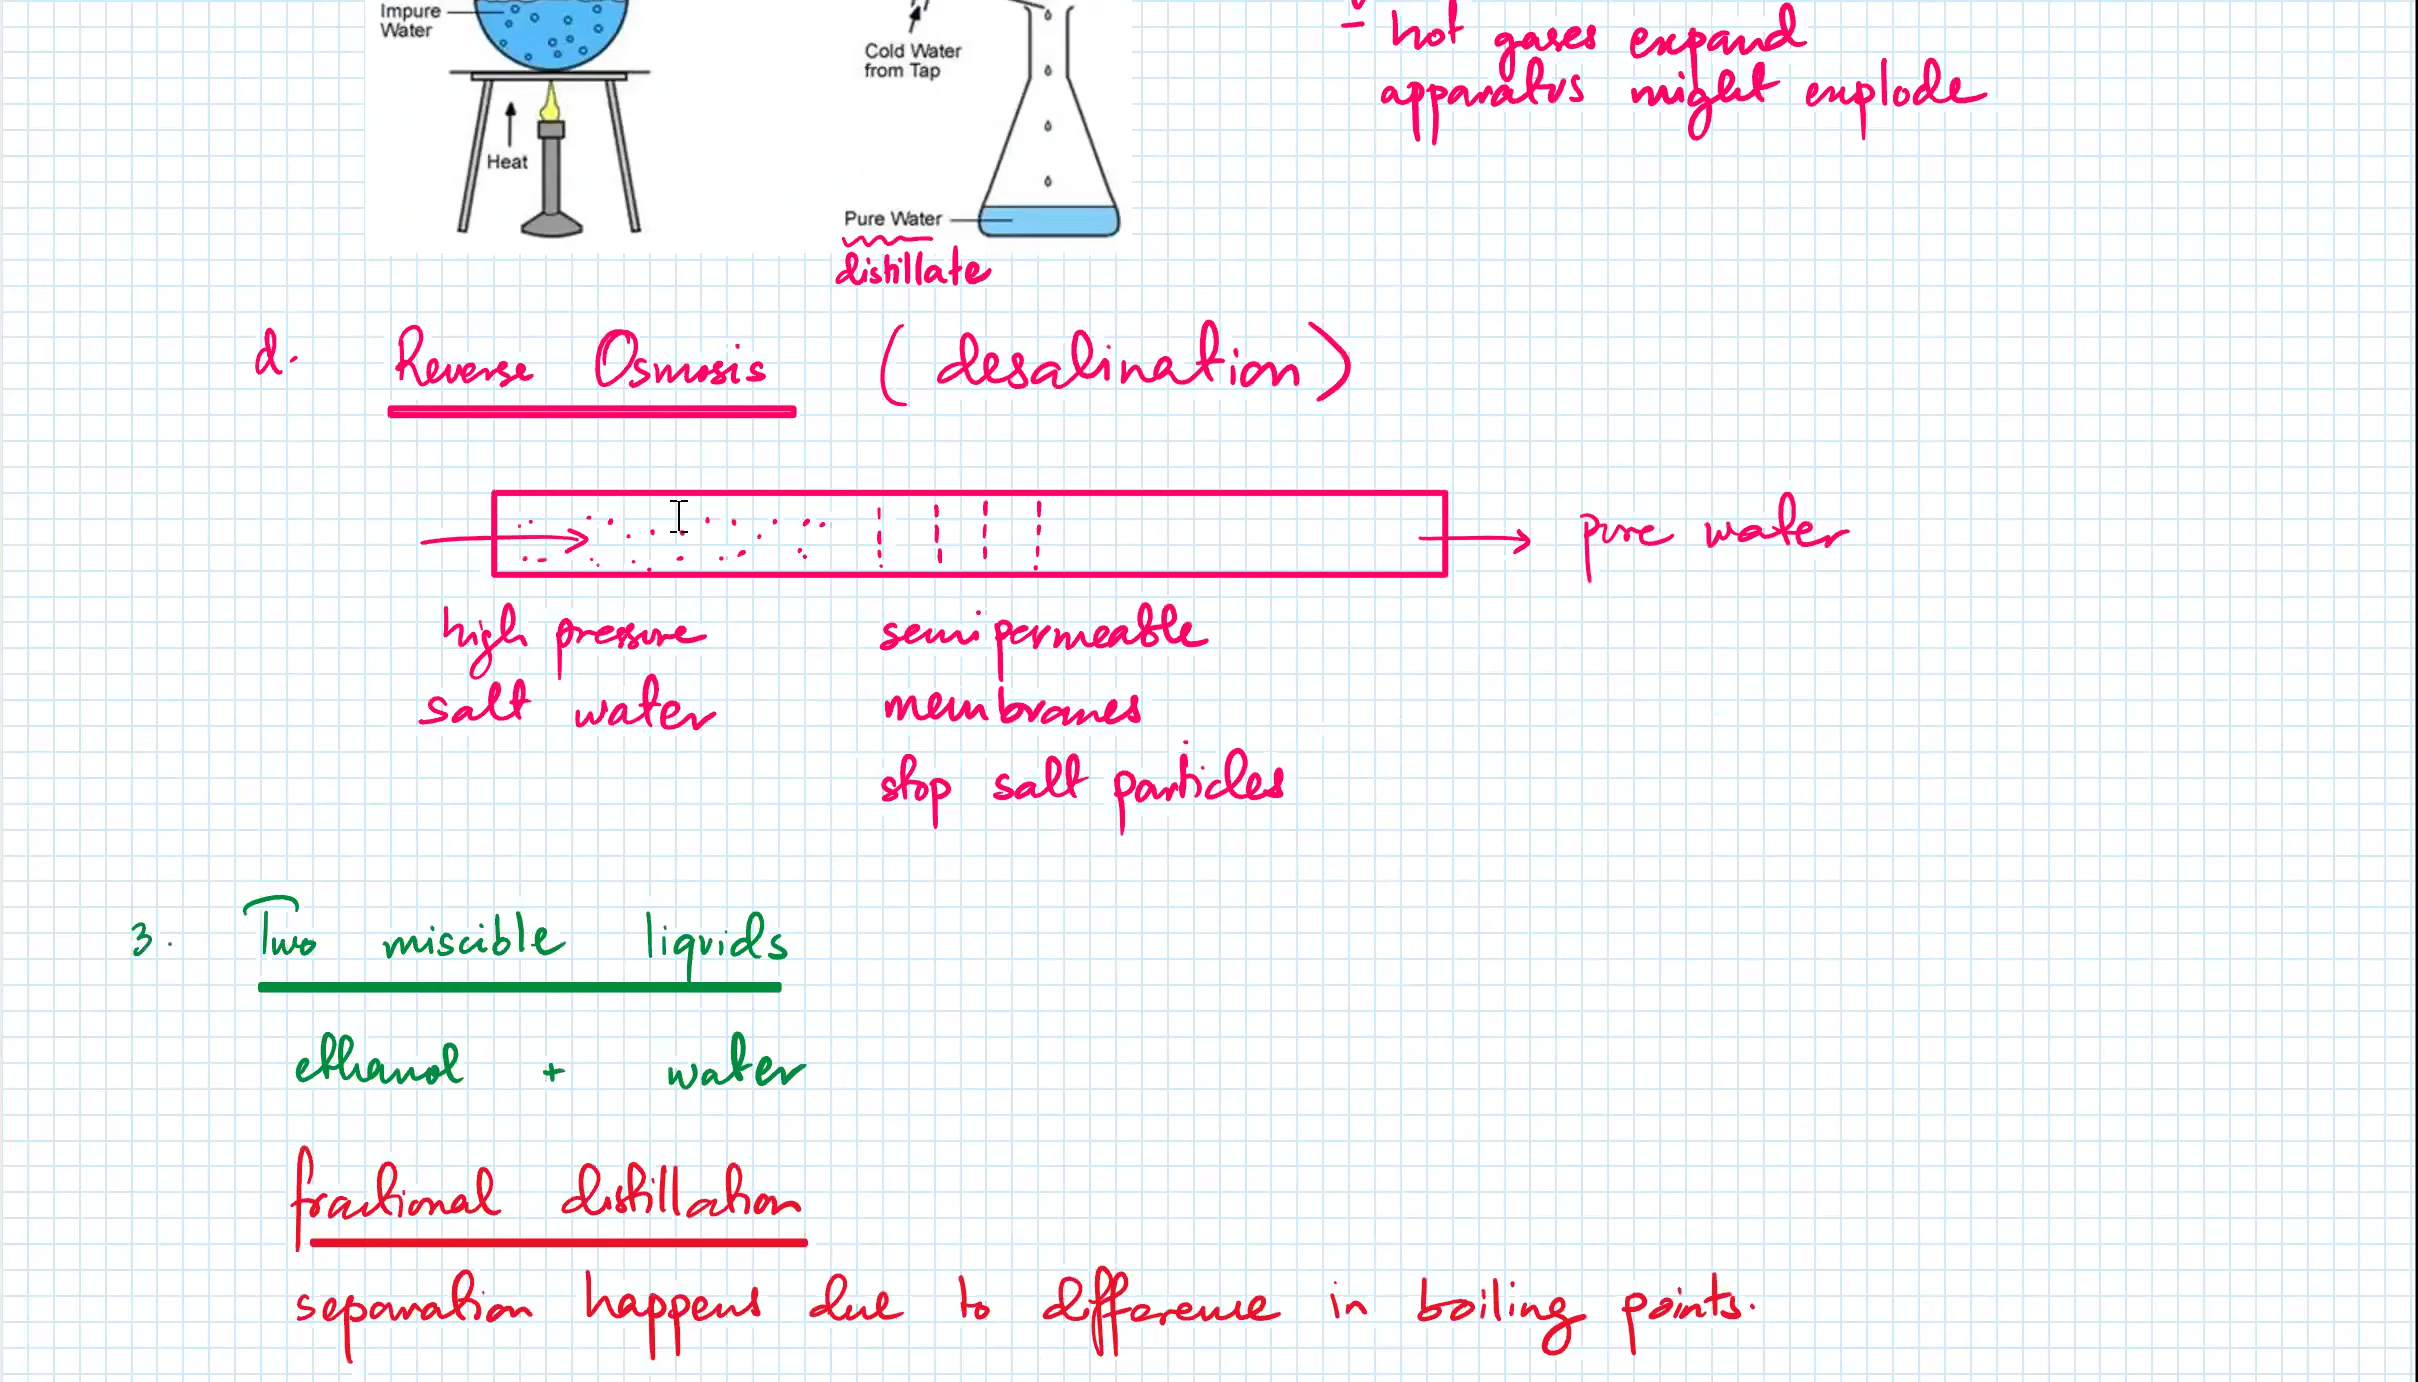 Impure
Water
Heat
Cold Water
from Tap
Pure Water
distillate
- hot gases expand
apparatus might explode
d. Reverse Osmosis (desalination)
pure water
high pressure
salt water
semi permeable
membranes
stop salt particles
3. Two miscible liquids
ethanol + water
fractional distillation
separation happens due to difference in boiling points.